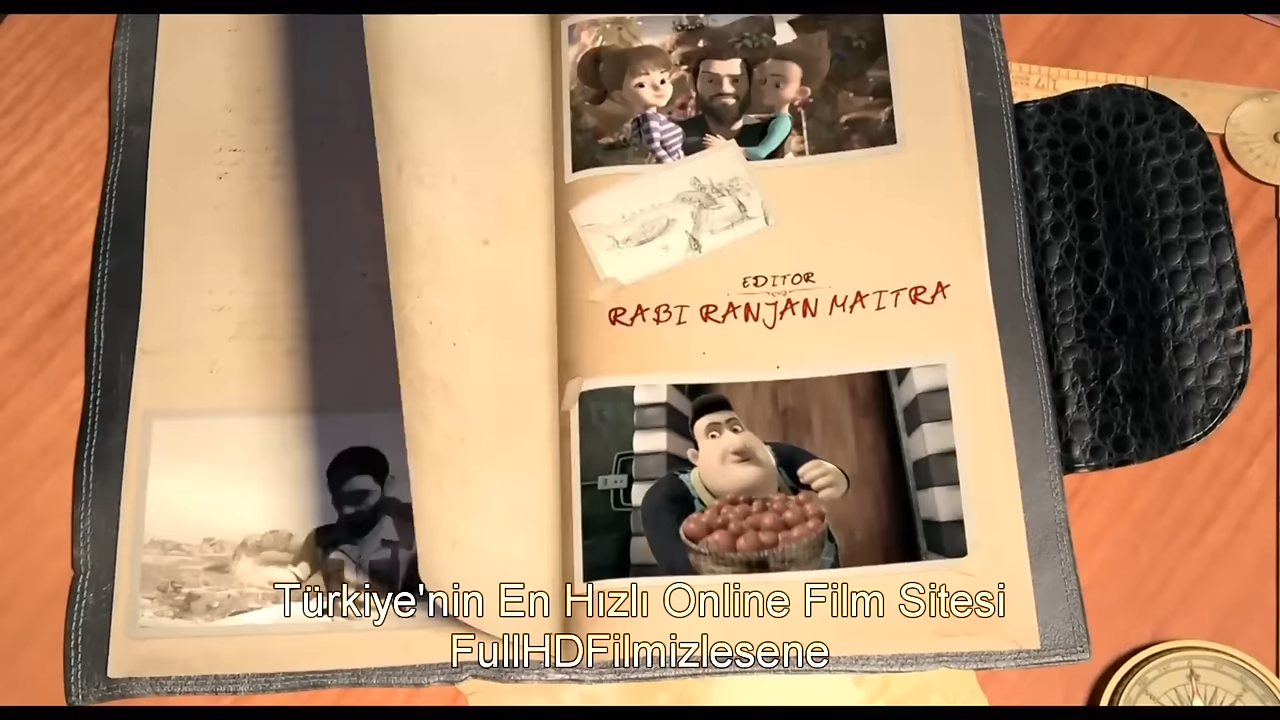 EDITOR
RABI RANJAN MAITRA
Türkiye'nin En Hızlı Online Film Sitesi
FullHDFilmizlesene